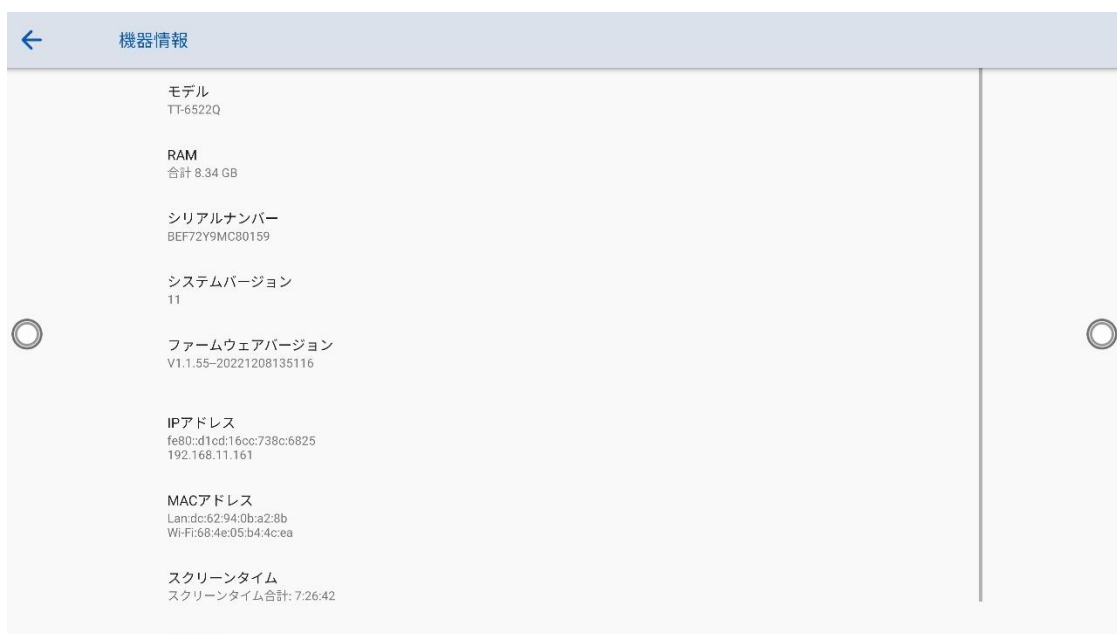 機器情報
モデル
TT-6522Q
RAM
合計 8.34 GB
シリアルナンバー
BEF72Y9MC80159
システムバージョン
11
ファームウェアバージョン
V1.1.55–20221208135116
IPアドレス
fe80::d1cd:16cc:738c:6825
192.168.11.161
MACアドレス
Lan:dc:62:94:0b:a2:8b
Wi-Fi:68:4e:05:b4:4c:ea
スクリーンタイム
スクリーンタイム合計: 7:26:42